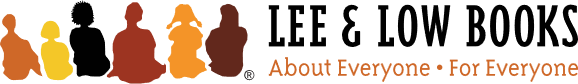 LEE & LOW BOOKS
®
About Everyone • For Everyone